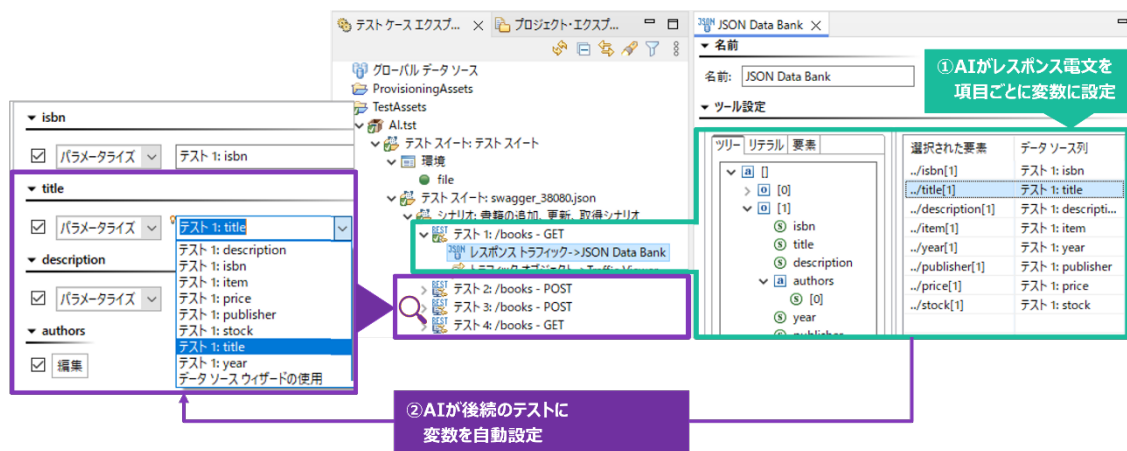 isbn
パラメータライズ
テスト 1: isbn
title
パラメータライズ
テスト 1: title
テスト 1: description
テスト 1: isbn
テスト 1: item
テスト 1: price
テスト 1: publisher
テスト 1: stock
テスト 1: title
テスト 1: year
データ ソース ウィザードの使用
description
パラメータライズ
authors
編集
テスト ケース エクスプ...
プロジェクト・エクスプ...
グローバル データ ソース
ProvisioningAssets
TestAssets
AI.tst
テスト スイート: テスト スイート
環境
file
テスト スイート: swagger_38080.json
シナリオ: 書籍の追加、更新、取得シナリオ
テスト 1: /books - GET
レスポンス トラフィック->JSON Data Bank
トラフィック オブジェクト->Traffic Viewer
テスト 2: /books - POST
テスト 3: /books - POST
テスト 4: /books - GET
JSON Data Bank
名前
名前: JSON Data Bank
ツール設定
①AIがレスポンス電文を
項目ごとに変数に設定
ツリー リテラル 要素
[]
[0]
[1]
isbn
title
description
authors
[0]
year
publisher
選択された要素 データ ソース列
../isbn[1] テスト 1: isbn
../title[1] テスト 1: title
../description[1] テスト 1: descripti...
../item[1] テスト 1: item
../year[1] テスト 1: year
../publisher[1] テスト 1: publisher
../price[1] テスト 1: price
../stock[1] テスト 1: stock
②AIが後続のテストに
変数を自動設定